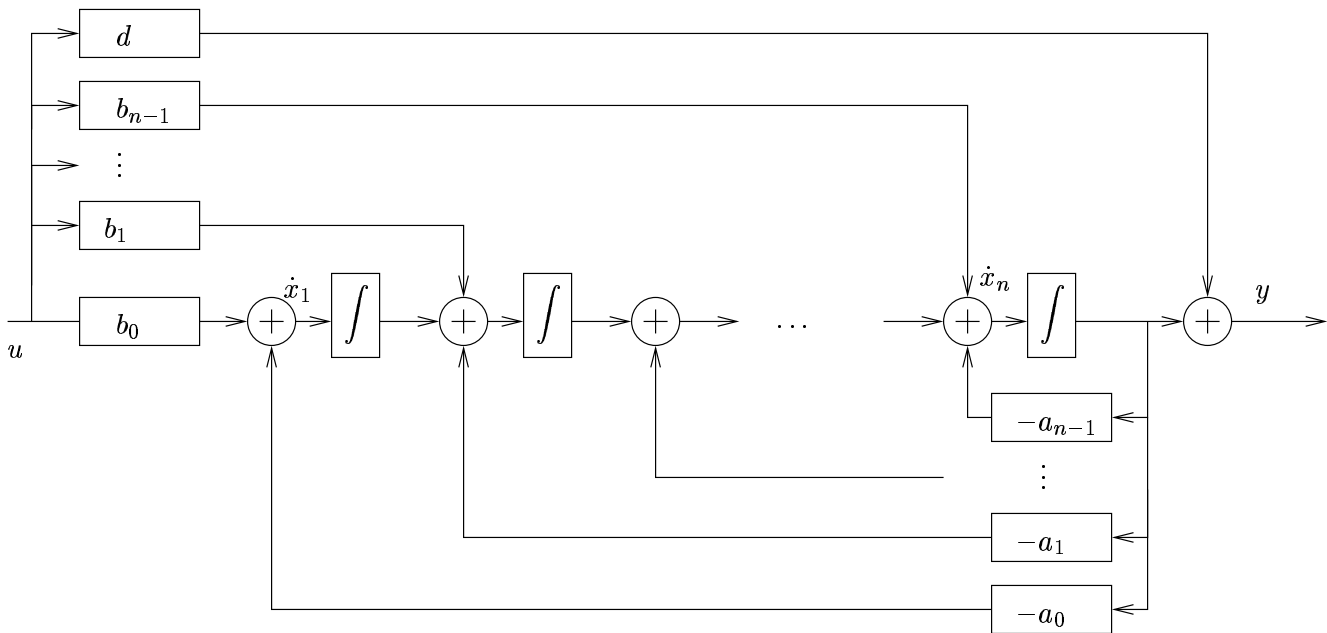 d
b_{n-1}
⋮
b_1
b_0
u
ẋ_1
∫
+
∫
+
+
…
ẋ_n
+
∫
+
y
-a_{n-1}
⋮
-a_1
-a_0